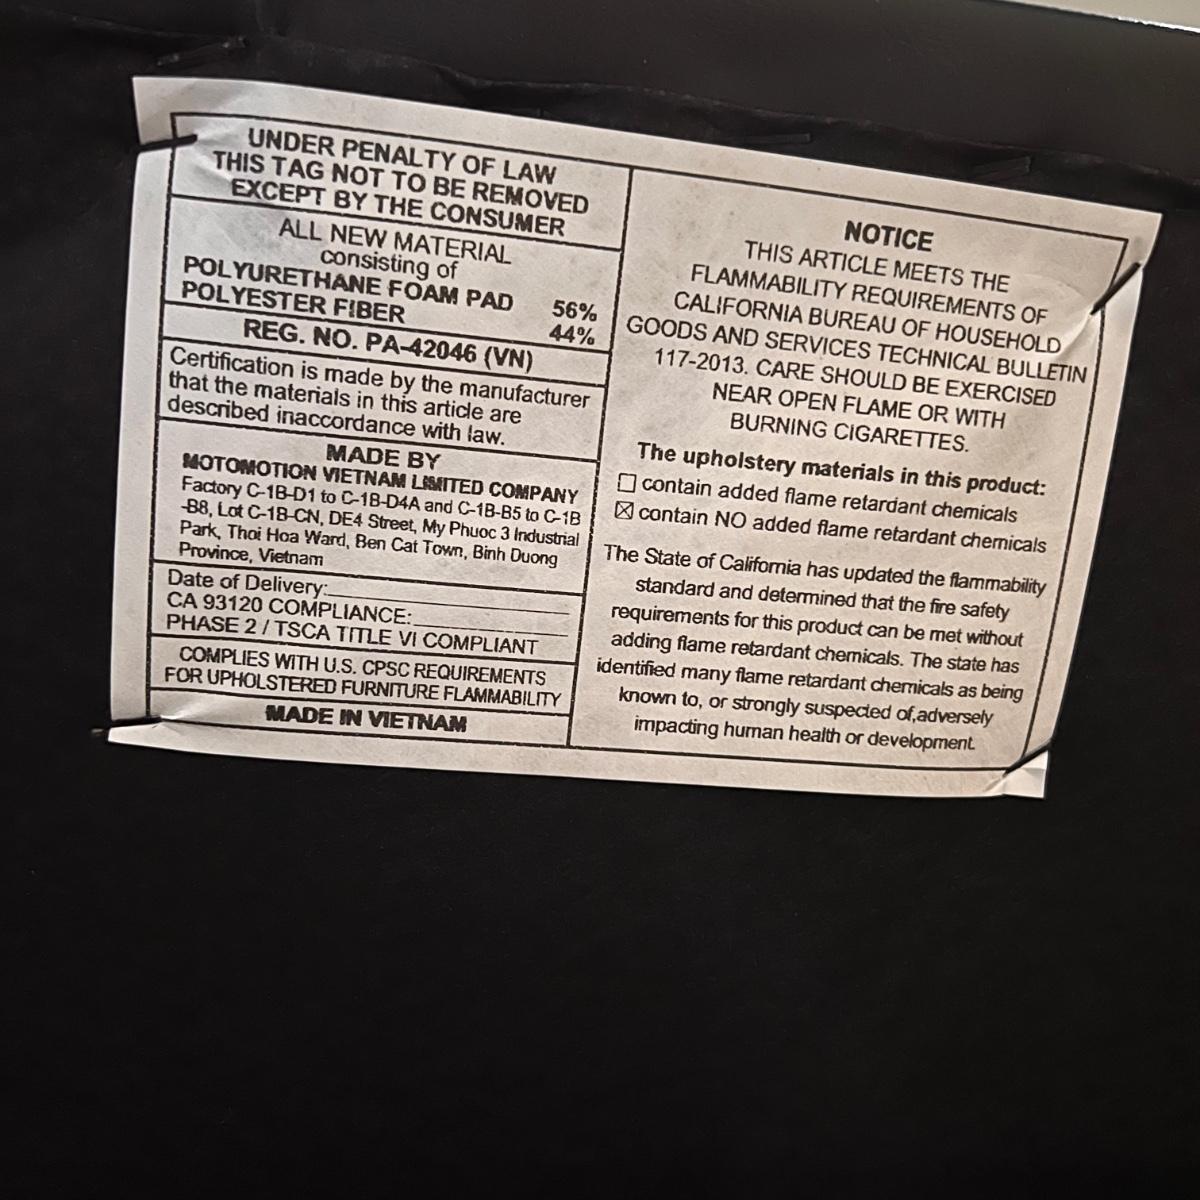 UNDER PENALTY OF LAW
THIS TAG NOT TO BE REMOVED
EXCEPT BY THE CONSUMER
ALL NEW MATERIAL
consisting of
POLYURETHANE FOAM PAD 56%
POLYESTER FIBER 44%
REG. NO. PA-42046 (VN)
Certification is made by the manufacturer
that the materials in this article are
described inaccordance with law.
MADE BY
MOTOMOTION VIETNAM LIMITED COMPANY
Factory C-1B-D1 to C-1B-D4A and C-1B-B5 to C-1B
-B8, Lot C-1B-CN, DE4 Street, My Phuoc 3 Industrial
Park, Thoi Hoa Ward, Ben Cat Town, Binh Duong
Province, Vietnam
Date of Delivery:
CA 93120 COMPLIANCE:
PHASE 2 / TSCA TITLE VI COMPLIANT
COMPLIES WITH U.S. CPSC REQUIREMENTS
FOR UPHOLSTERED FURNITURE FLAMMABILITY
MADE IN VIETNAM
NOTICE
THIS ARTICLE MEETS THE
FLAMMABILITY REQUIREMENTS OF
CALIFORNIA BUREAU OF HOUSEHOLD
GOODS AND SERVICES TECHNICAL BULLETIN
117-2013. CARE SHOULD BE EXERCISED
NEAR OPEN FLAME OR WITH
BURNING CIGARETTES.
The upholstery materials in this product:
☐ contain added flame retardant chemicals
☒ contain NO added flame retardant chemicals
The State of California has updated the flammability
standard and determined that the fire safety
requirements for this product can be met without
adding flame retardant chemicals. The state has
identified many flame retardant chemicals as being
known to, or strongly suspected of,adversely
impacting human health or development.